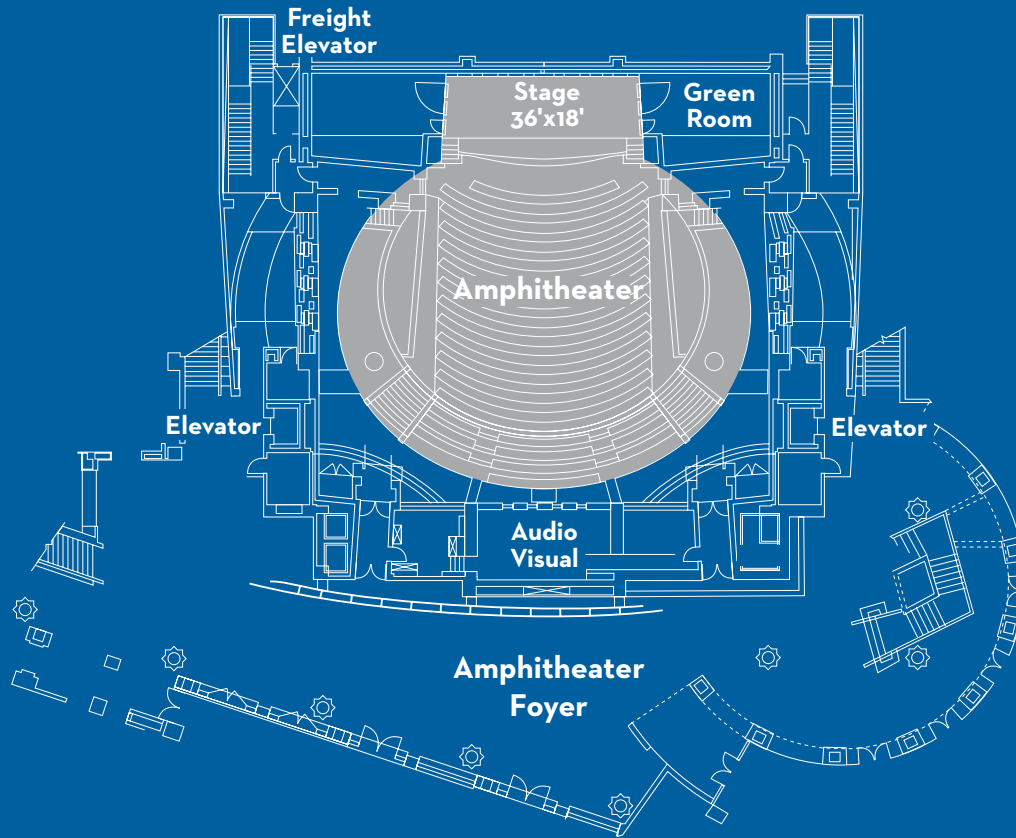 Freight
Elevator
Stage
36'x18'
Green
Room
Amphitheater
Elevator
Elevator
Audio
Visual
Amphitheater
Foyer